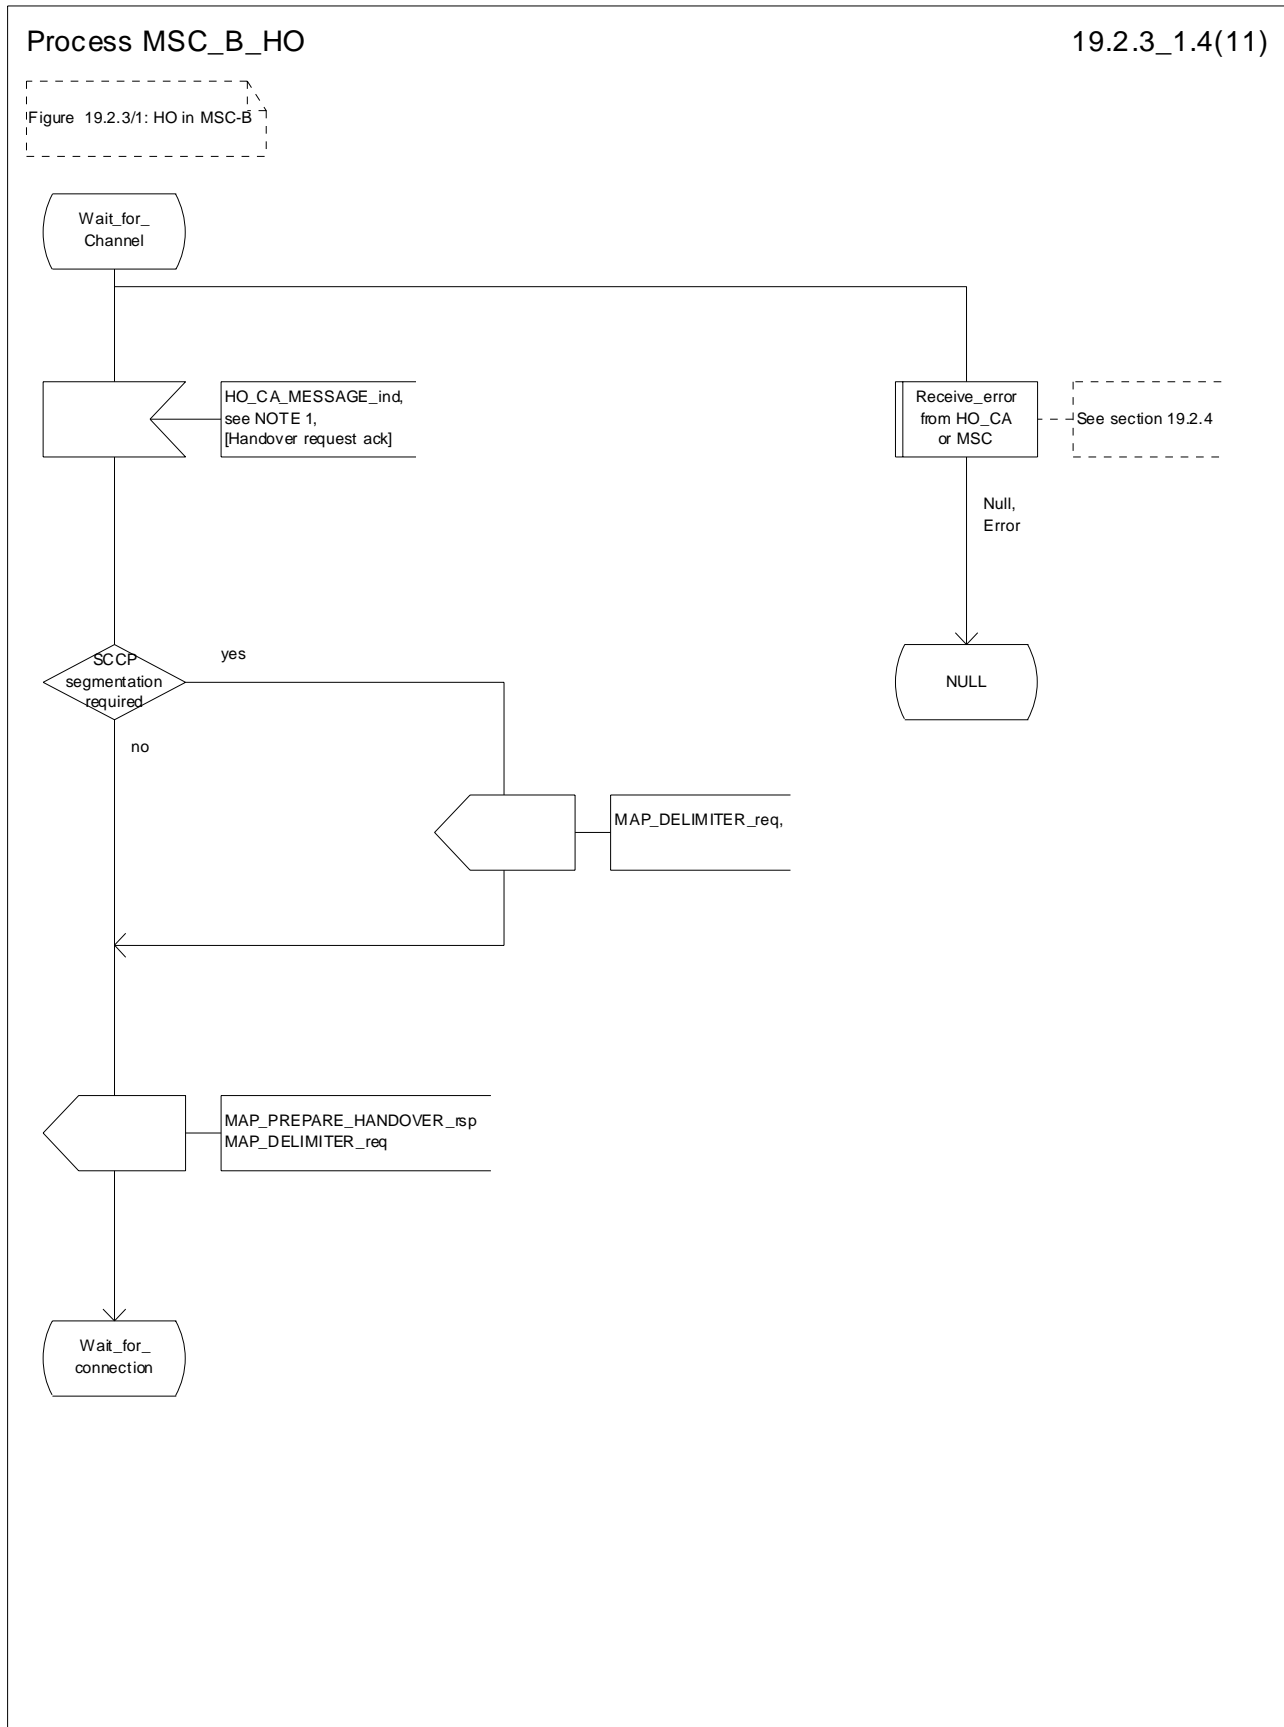 Process MSC_B_HO
19.2.3_1.4(11)
Figure 19.2.3/1: HO in MSC-B
Wait_for_
Channel
HO_CA_MESSAGE_ind,
see NOTE 1,
[Handover request ack]
Receive_error
from HO_CA
or MSC
See section 19.2.4
Null,
Error
SCCP
segmentation
required
yes
NULL
no
MAP_DELIMITER_req,
MAP_PREPARE_HANDOVER_rsp
MAP_DELIMITER_req
Wait_for_
connection